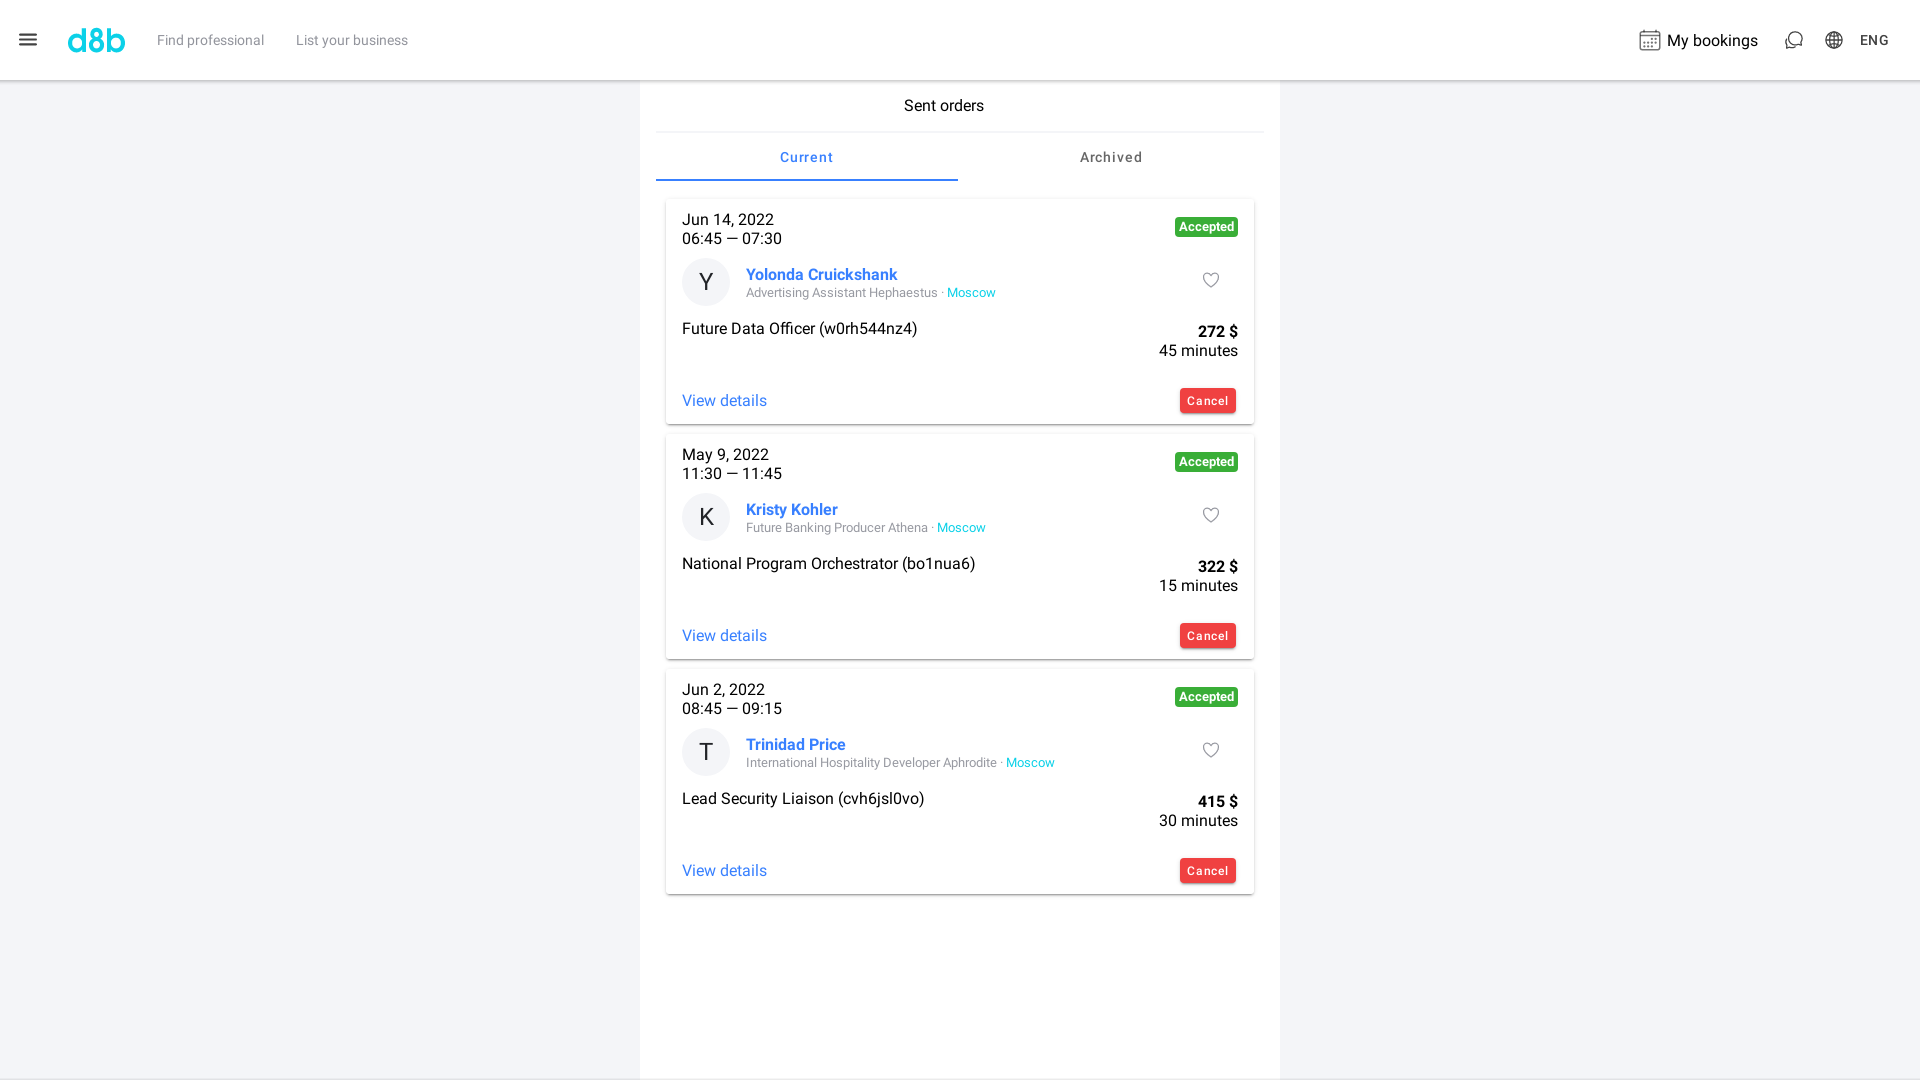 d8b
Find professional
List your business
My bookings
ENG
Sent orders
Current
Archived
Jun 14, 2022
06:45 — 07:30
Accepted
Y
Yolonda Cruickshank
Advertising Assistant Hephaestus · Moscow
Future Data Officer (w0rh544nz4)
272 $
45 minutes
View details
Cancel
May 9, 2022
11:30 — 11:45
Accepted
K
Kristy Kohler
Future Banking Producer Athena · Moscow
National Program Orchestrator (bo1nua6)
322 $
15 minutes
View details
Cancel
Jun 2, 2022
08:45 — 09:15
Accepted
T
Trinidad Price
International Hospitality Developer Aphrodite · Moscow
Lead Security Liaison (cvh6jsl0vo)
415 $
30 minutes
View details
Cancel